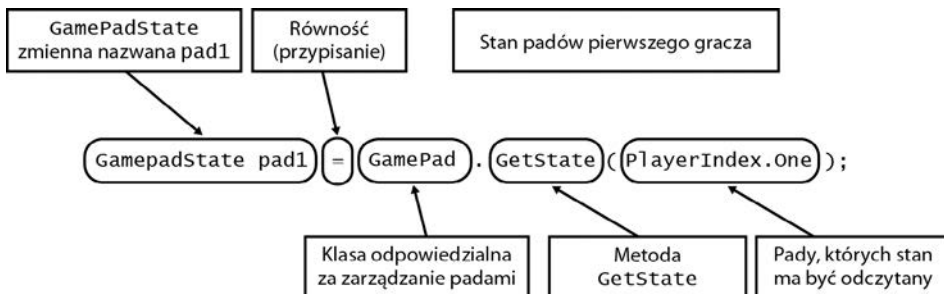 GamePadState
zmienna nazwana pad1
Równość
(przypisanie)
Stan padów pierwszego gracza
GamepadState pad1 = GamePad.GetState(PlayerIndex.One);
Klasa odpowiedzialna
za zarządzanie padami
Metoda
GetState
Pady, których stan
ma być odczytany